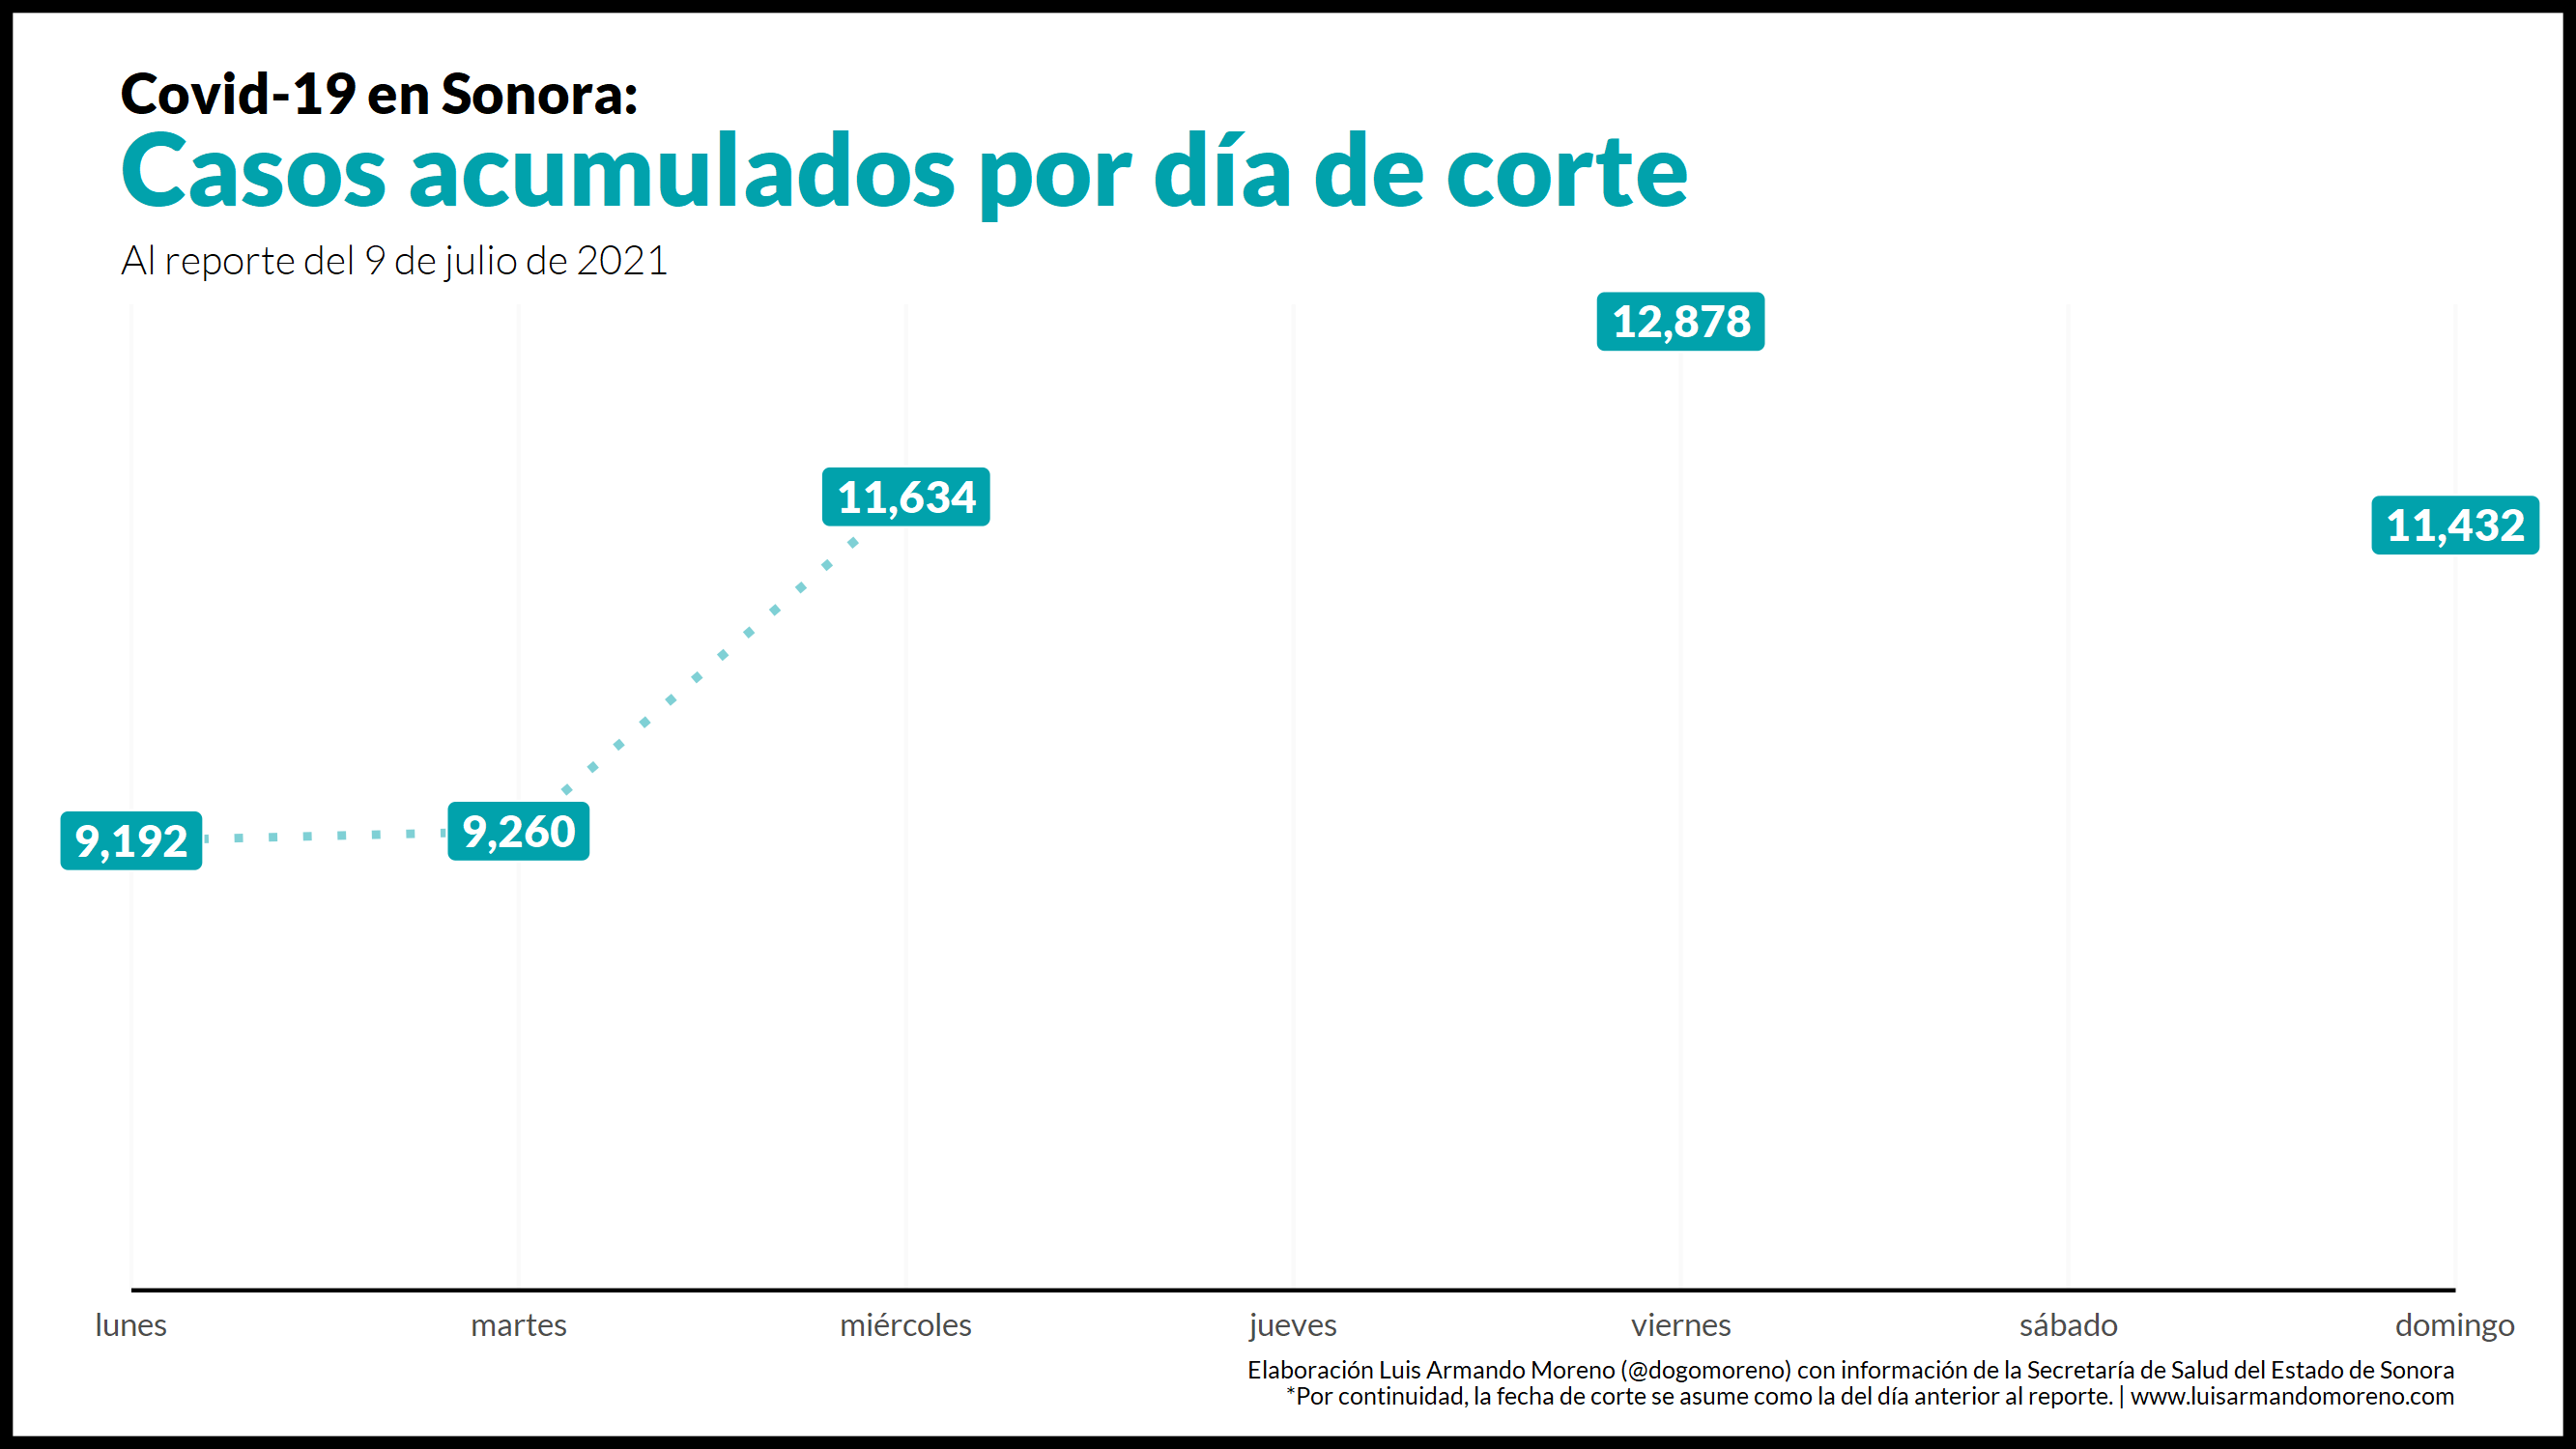 Covid-19 en Sonora:
Casos acumulados por día de corte
Al reporte del 9 de julio de 2021
12,878
11,634
11,432
9,192
9,260
lunes
martes
miércoles
jueves
viernes
sábado
domingo
Elaboración Luis Armando Moreno (@dogomoreno) con información de la Secretaría de Salud del Estado de Sonora
*Por continuidad, la fecha de corte se asume como la del día anterior al reporte. | www.luisarmandomoreno.com